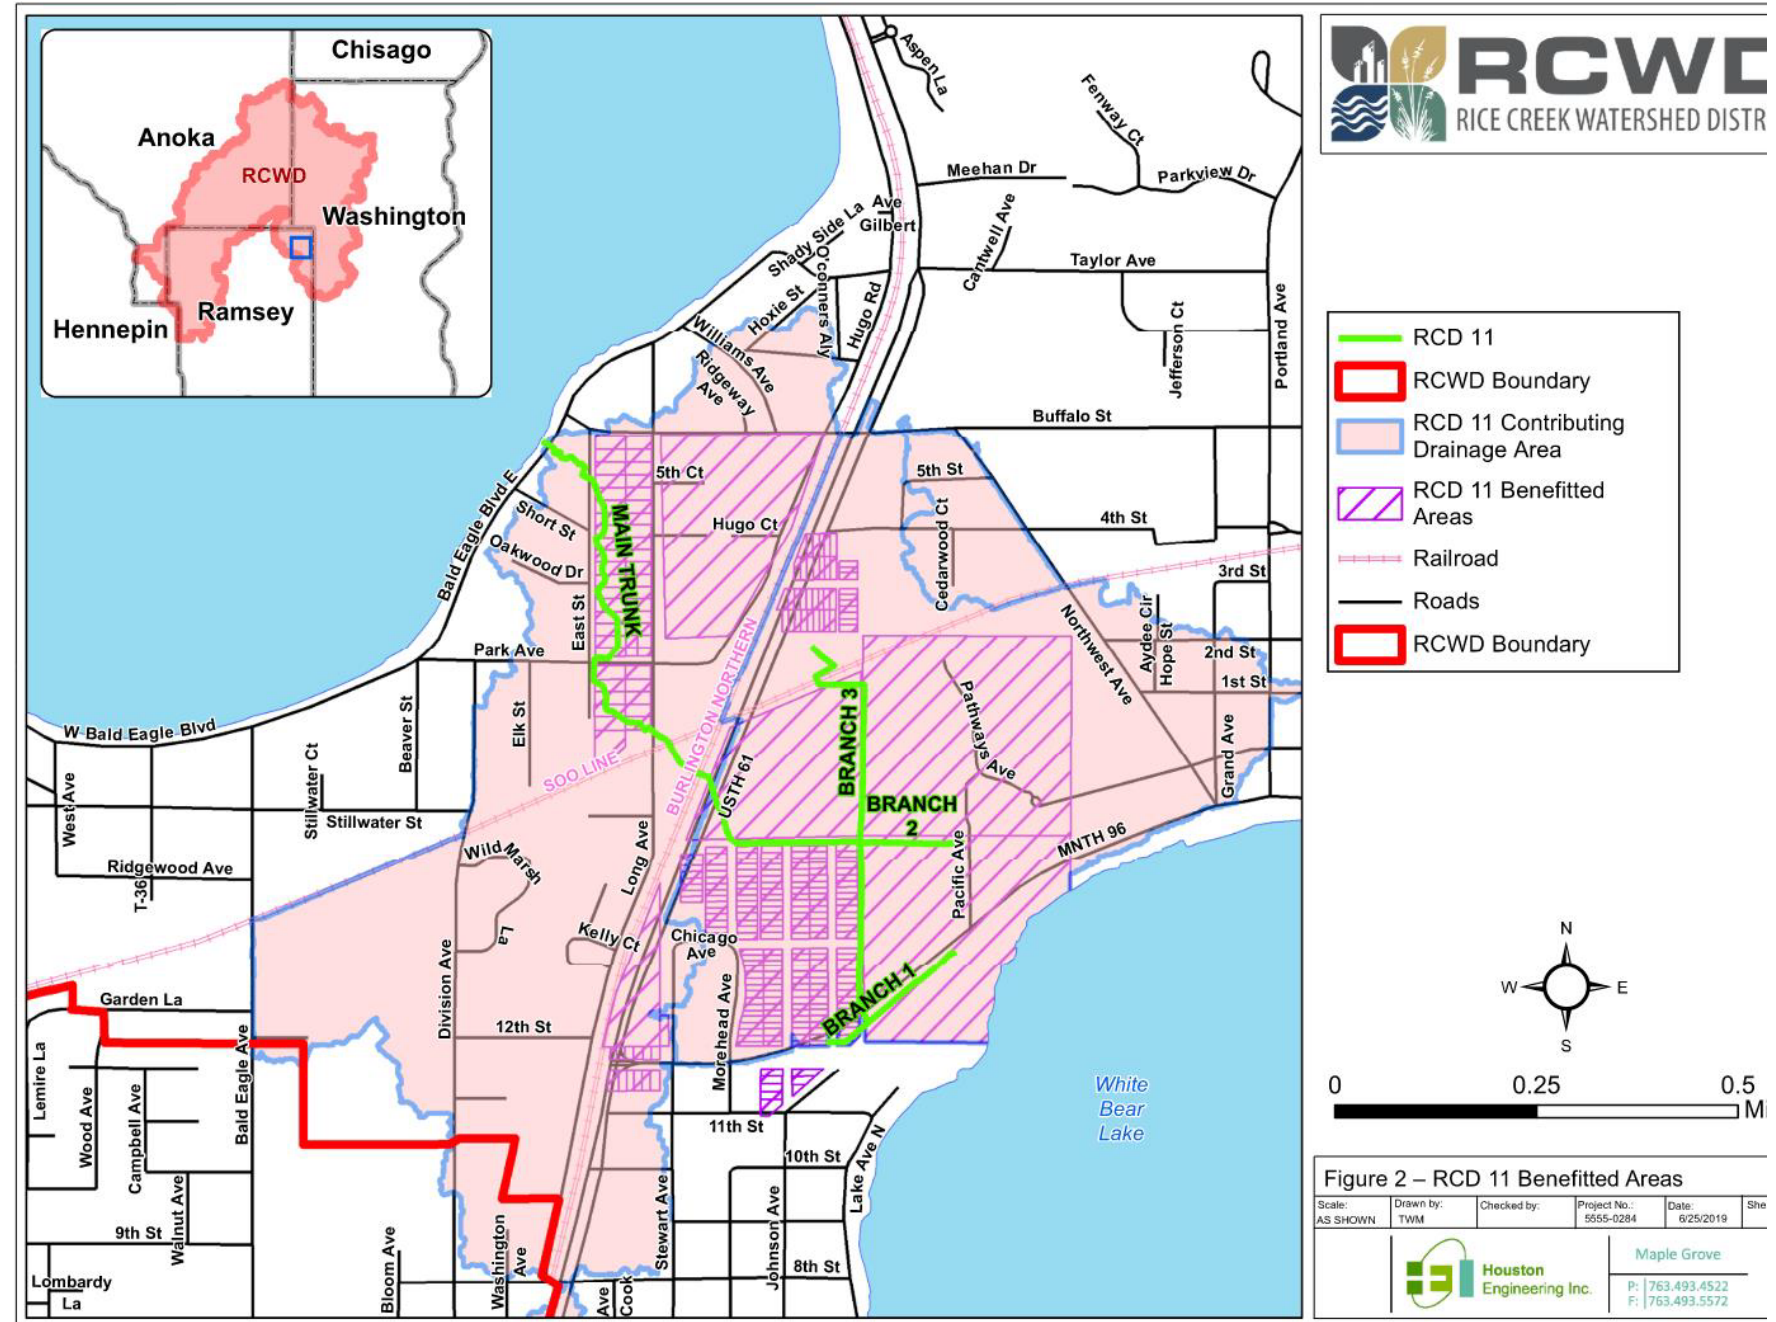 Chisago
Anoka
RCWD
Washington
Ramsey
Hennepin
RCWD
RICE CREEK WATERSHED DISTR
Aspen La
Fenway Ct
Meehan Dr
Parkview Dr
Ave
Gilbert
Shady Side La
Cantwell Ave
Taylor Ave
O'conners Aly
Hoxie St
Hugo Rd
Williams Ave
Ridgeway
Ave
Jefferson Ct
Portland Ave
Buffalo St
RCD 11
RCWD Boundary
RCD 11 Contributing
Drainage Area
RCD 11 Benefitted
Areas
Railroad
Roads
RCWD Boundary
5th Ct
5th St
Bald Eagle Blvd E
Short St
Hugo Ct
4th St
Oakwood Dr
MAIN TRUNK
Cedarwood Ct
3rd St
East St
Northwest Ave
Aydee Cir
Hope St
2nd St
1st St
Park Ave
BURLINGTON NORTHERN
Pathways Ave
BRANCH 3
W Bald Eagle Blvd
Beaver St
Elk St
SOO LINE
USTH 61
Grand Ave
West Ave
Stillwater Ct
Stillwater St
BRANCH
2
MNTH 96
Ridgewood Ave
T-36
Wild Marsh
La
Long Ave
Pacific Ave
Kelly Ct
Chicago
Ave
Division Ave
BRANCH 1
Garden La
12th St
Morehead Ave
Lemire La
Wood Ave
Campbell Ave
Bald Eagle Ave
White
Bear
Lake
11th St
10th St
Lake Ave N
Walnut Ave
9th St
Stewart Ave
Johnson Ave
8th St
Bloom Ave
Washington
Ave
Ave
Cook
Lombardy
La
N
W
E
S
0
0.25
0.5
Mi
Figure 2 – RCD 11 Benefitted Areas
Scale:
AS SHOWN
Drawn by:
TWM
Checked by:
Project No.:
5555-0284
Date:
6/25/2019
She
Houston
Engineering Inc.
Maple Grove
P: 763.493.4522
F: 763.493.5572